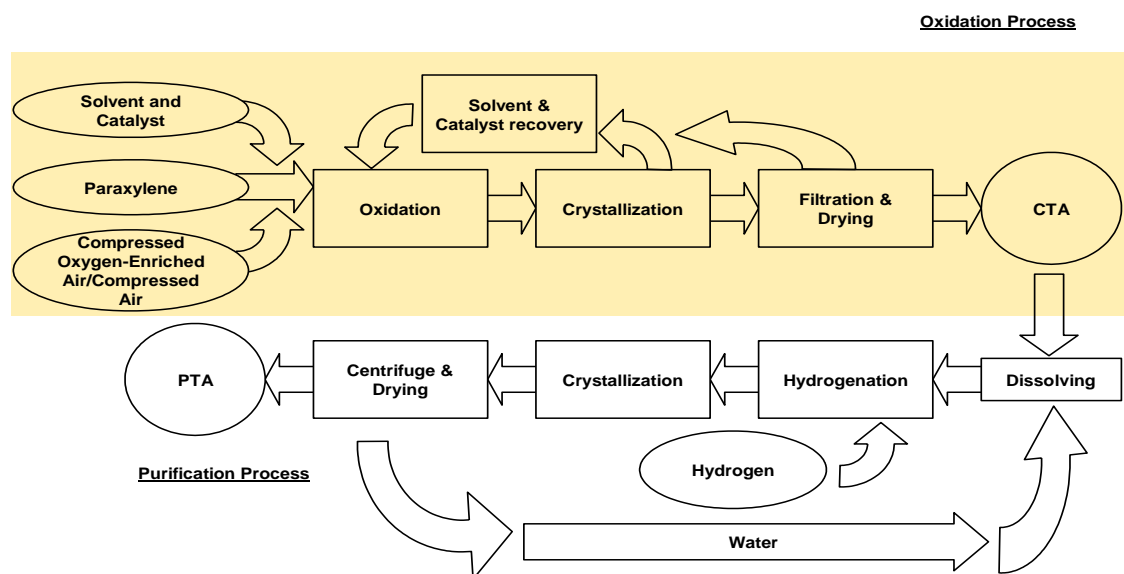 Oxidation Process
Solvent and
Catalyst
Solvent &
Catalyst recovery
Paraxylene
Oxidation
Crystallization
Filtration &
Drying
CTA
Compressed
Oxygen-Enriched
Air/Compressed
Air
PTA
Centrifuge &
Drying
Crystallization
Hydrogenation
Dissolving
Purification Process
Hydrogen
Water